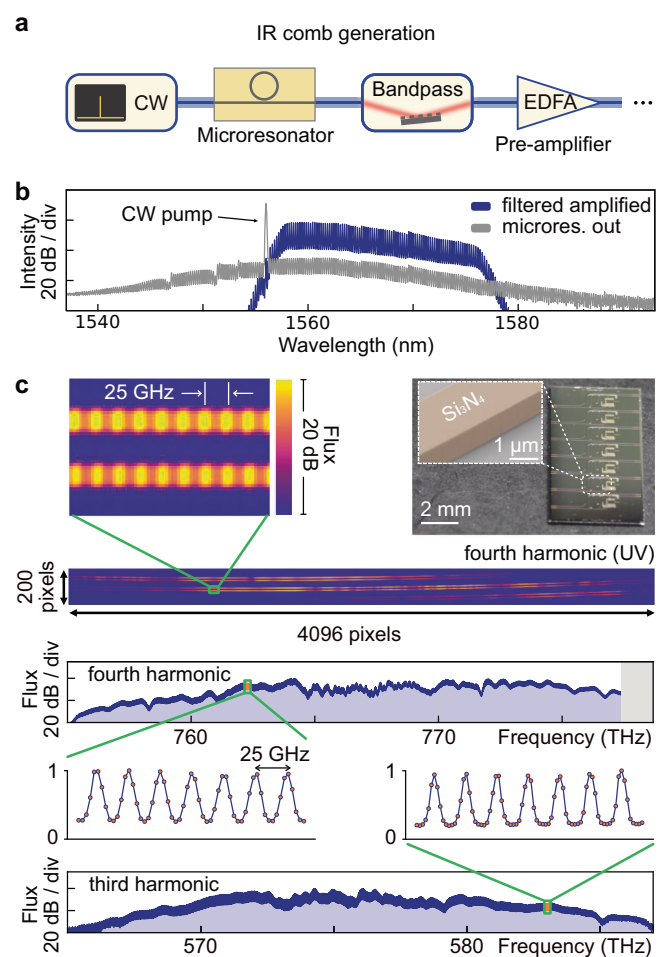 a
IR comb generation
CW
Microresonator
Bandpass
EDFA
...
Pre-amplifier
b
Intensity
20 dB / div
CW pump
filtered amplified
microres. out
1540
1560
1580
Wavelength (nm)
c
25 GHz
Flux
20 dB
Si₃N₄
1 μm
2 mm
fourth harmonic (UV)
200
pixels
4096 pixels
Flux
20 dB / div
fourth harmonic
760
770
Frequency (THz)
25 GHz
1
0
1
0
Flux
20 dB / div
third harmonic
570
580
Frequency (THz)